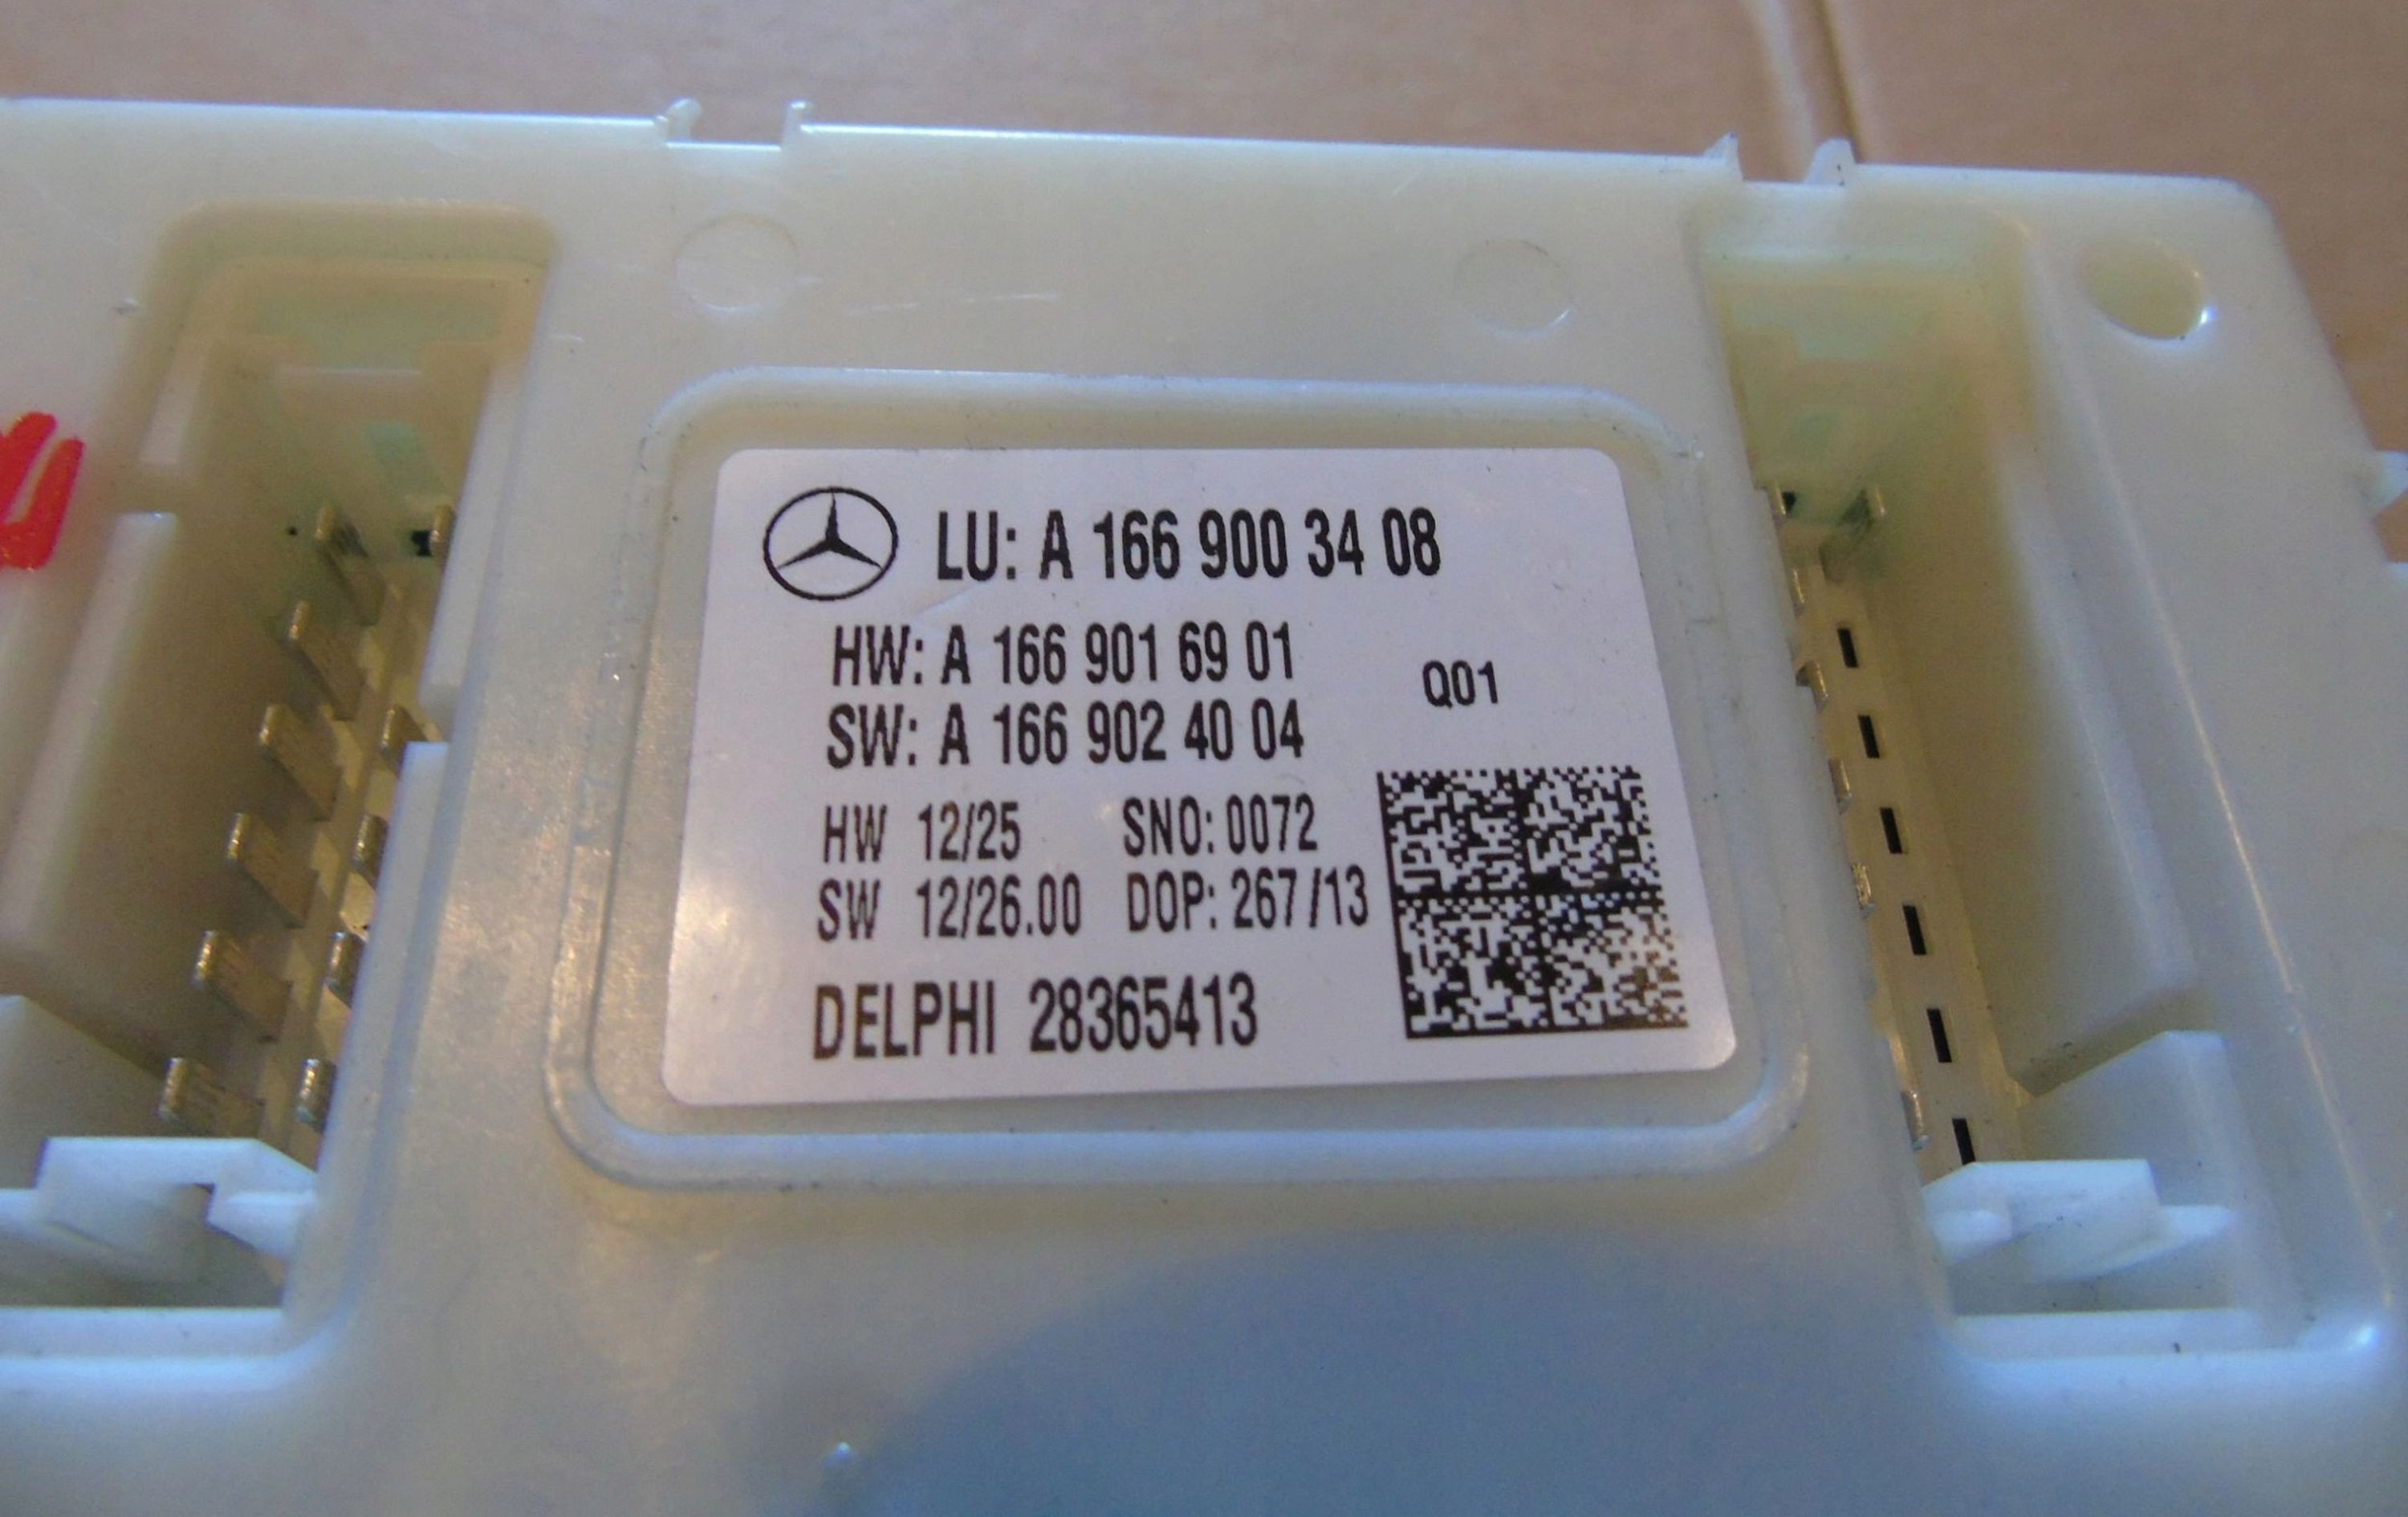 LU: A 166 900 34 08
HW: A 166 901 69 01
SW: A 166 902 40 04
Q01
HW 12/25 SNO: 0072
SW 12/26.00 DOP: 267/13
DELPHI 28365413